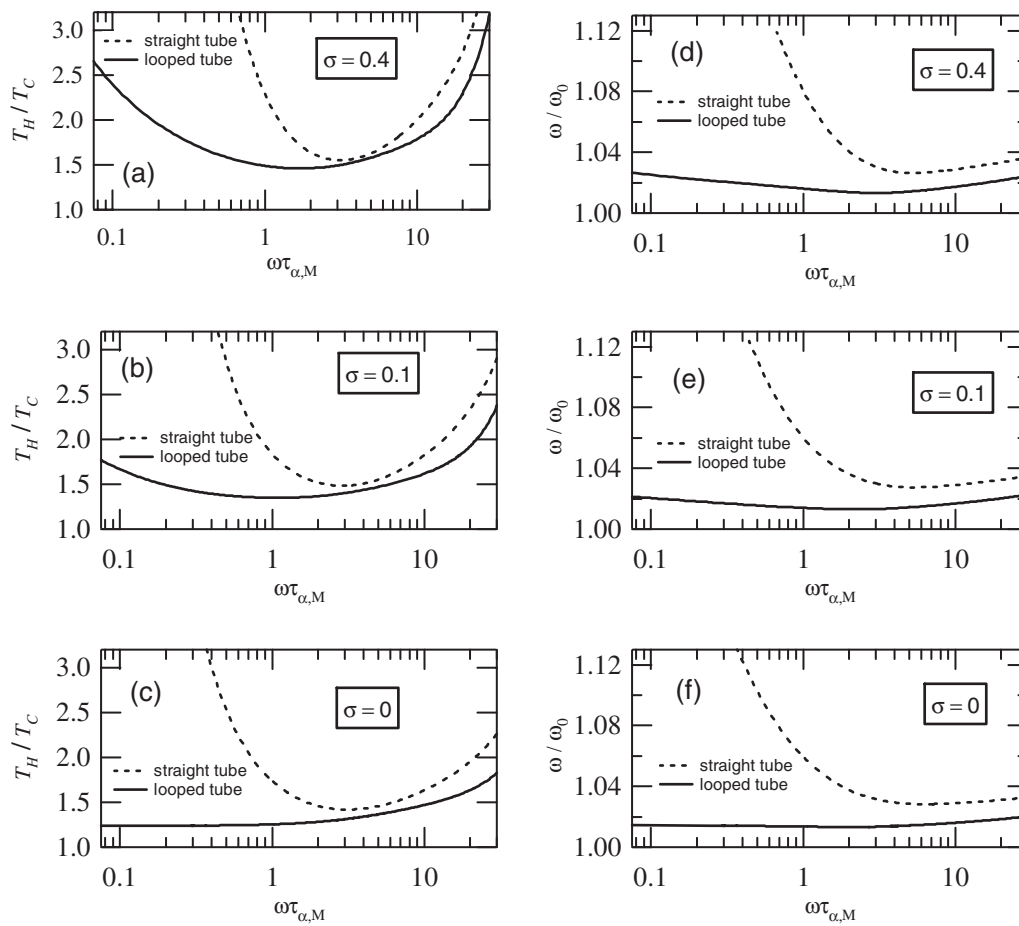 3.0
2.5
2.0
1.5
1.0
T_H / T_C
straight tube
looped tube
σ = 0.4
(a)
0.1
1
10
ωτ_{α,M}
1.12
1.08
1.04
1.00
ω / ω_0
(d)
σ = 0.4
straight tube
looped tube
0.1
1
10
ωτ_{α,M}
3.0
2.5
2.0
1.5
1.0
T_H / T_C
(b)
σ = 0.1
straight tube
looped tube
0.1
1
10
ωτ_{α,M}
1.12
1.08
1.04
1.00
ω / ω_0
(e)
σ = 0.1
straight tube
looped tube
0.1
1
10
ωτ_{α,M}
3.0
2.5
2.0
1.5
1.0
T_H / T_C
(c)
σ = 0
straight tube
looped tube
0.1
1
10
ωτ_{α,M}
1.12
1.08
1.04
1.00
ω / ω_0
(f)
σ = 0
straight tube
looped tube
0.1
1
10
ωτ_{α,M}